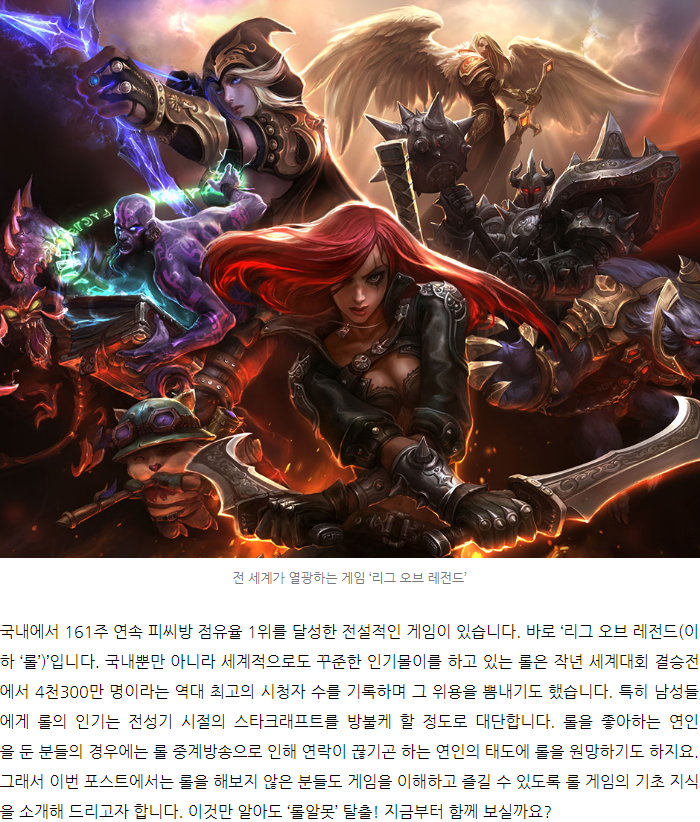 전 세계가 열광하는 게임 ‘리그 오브 레전드’
국내에서 161주 연속 피씨방 점유율 1위를 달성한 전설적인 게임이 있습니다. 바로 ‘리그 오브 레전드(이
하 ‘롤’)’입니다. 국내뿐만 아니라 세계적으로도 꾸준한 인기몰이를 하고 있는 롤은 작년 세계대회 결승전
에서 4천300만 명이라는 역대 최고의 시청자 수를 기록하며 그 위용을 뽐내기도 했습니다. 특히 남성들
에게 롤의 인기는 전성기 시절의 스타크래프트를 방불케 할 정도로 대단합니다. 롤을 좋아하는 연인
을 둔 분들의 경우에는 롤 중계방송으로 인해 연락이 끊기곤 하는 연인의 태도에 롤을 원망하기도 하지요.
그래서 이번 포스트에서는 롤을 해보지 않은 분들도 게임을 이해하고 즐길 수 있도록 롤 게임의 기초 지식
을 소개해 드리고자 합니다. 이것만 알아도 ‘롤알못’ 탈출! 지금부터 함께 보실까요?